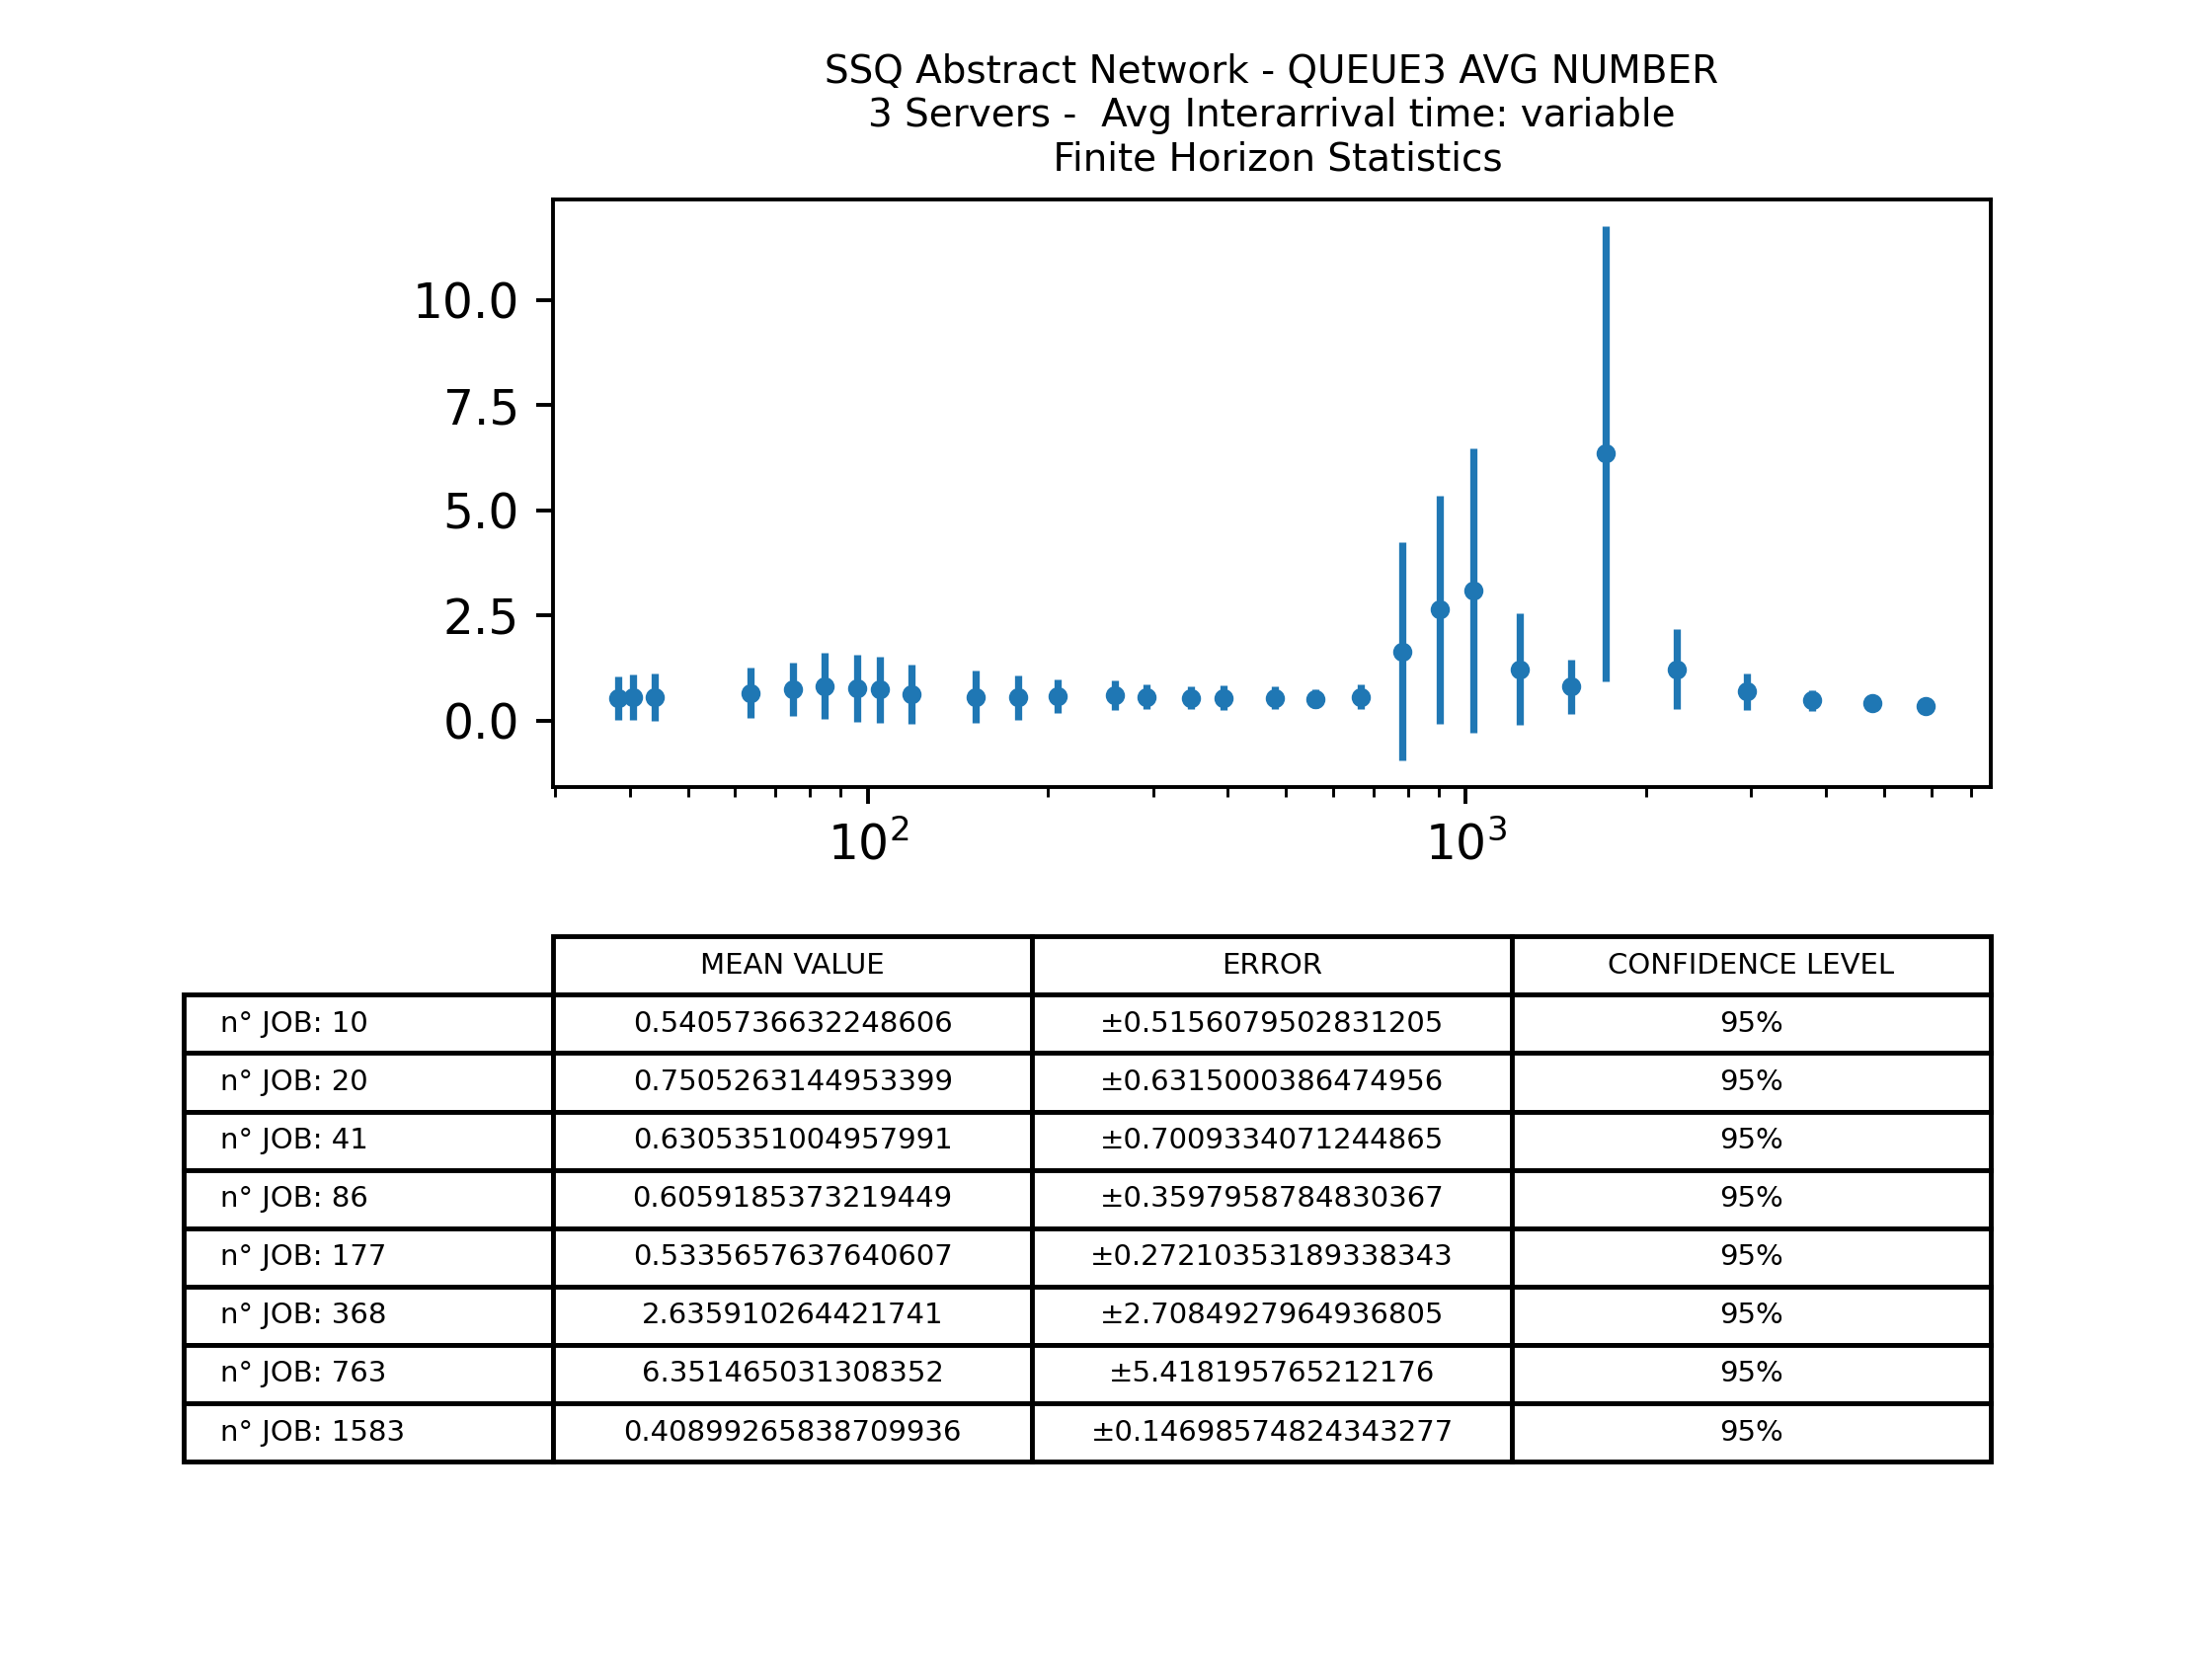 SSQ Abstract Network - QUEUE3 AVG NUMBER
3 Servers -  Avg Interarrival time: variable
Finite Horizon Statistics
10.0
7.5
5.0
2.5
0.0
10² 10³
MEAN VALUE ERROR CONFIDENCE LEVEL
n° JOB: 10 0.5405736632248606 ±0.5156079502831205 95%
n° JOB: 20 0.7505263144953399 ±0.6315000386474956 95%
n° JOB: 41 0.6305351004957991 ±0.7009334071244865 95%
n° JOB: 86 0.6059185373219449 ±0.3597958784830367 95%
n° JOB: 177 0.5335657637640607 ±0.27210353189338343 95%
n° JOB: 368 2.635910264421741 ±2.7084927964936805 95%
n° JOB: 763 6.351465031308352 ±5.418195765212176 95%
n° JOB: 1583 0.40899265838709936 ±0.14698574824343277 95%